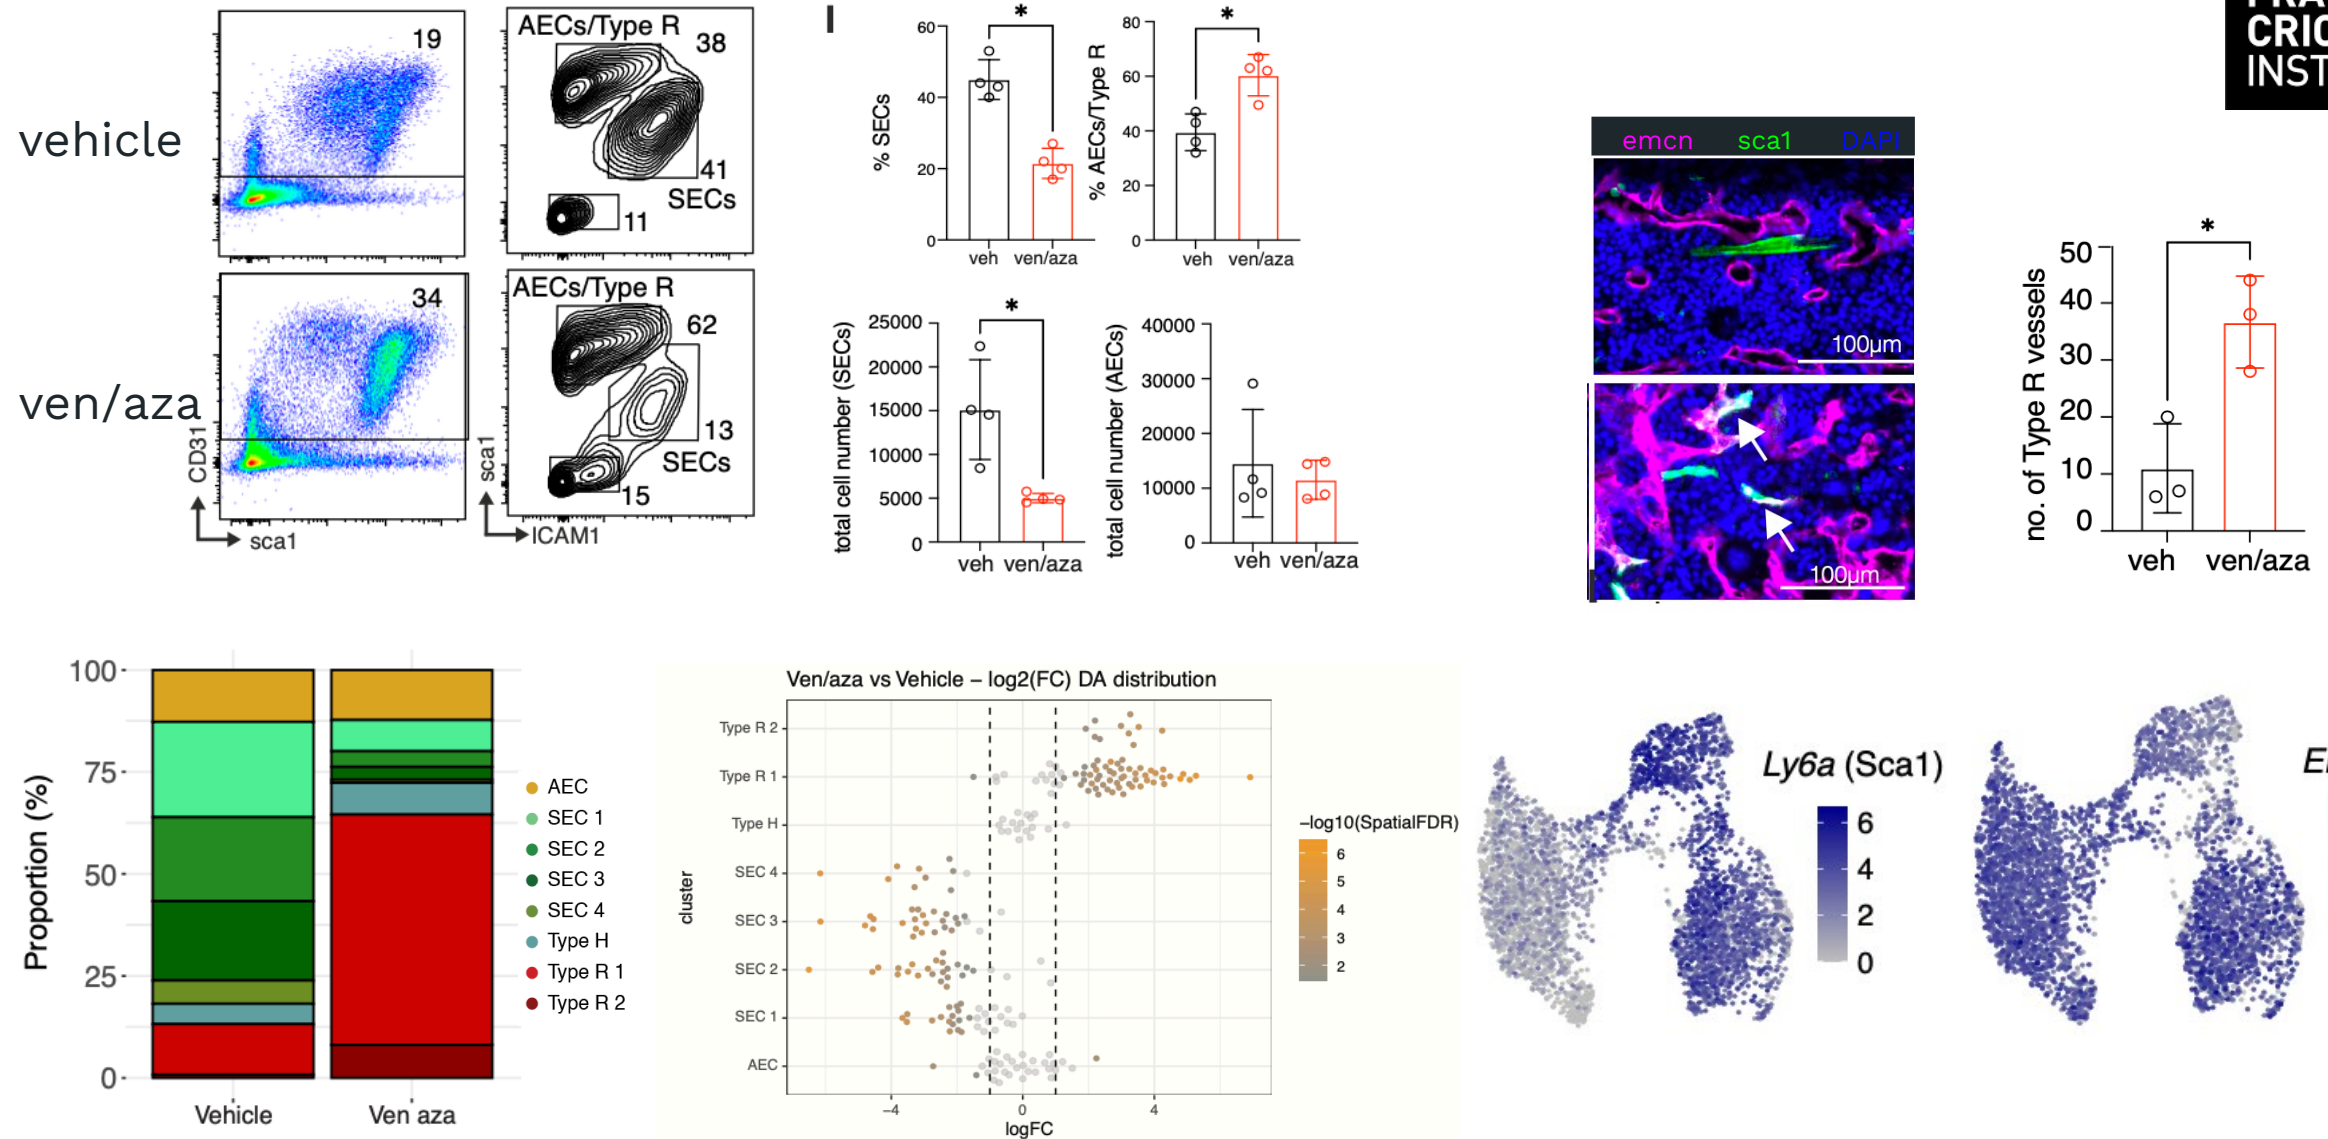 vehicle
19
AECs/Type R
38
41
SECs
11
ven/aza
34
CD31
sca1
AECs/Type R
62
13
SECs
15
sca1
ICAM1
I
60
40
20
0
% SECs
*
veh ven/aza
80
60
40
20
0
% AECs/Type R
*
veh ven/aza
25000
20000
15000
10000
5000
0
total cell number (SECs)
*
veh ven/aza
40000
30000
20000
10000
0
total cell number (AECs)
veh ven/aza
emcn sca1 DAPI
100µm
100µm
CRIC
INST
50
40
30
20
10
0
no. of Type R vessels
*
veh ven/aza
100
75
50
25
0
Proportion (%)
Vehicle Ven aza
AEC
SEC 1
SEC 2
SEC 3
SEC 4
Type H
Type R 1
Type R 2
Ven/aza vs Vehicle – log2(FC) DA distribution
Type R 2
Type R 1
Type H
SEC 4
SEC 3
SEC 2
SEC 1
AEC
cluster
−4 0 4
logFC
−log10(SpatialFDR)
6
5
4
3
2
Ly6a (Sca1)
6
4
2
0